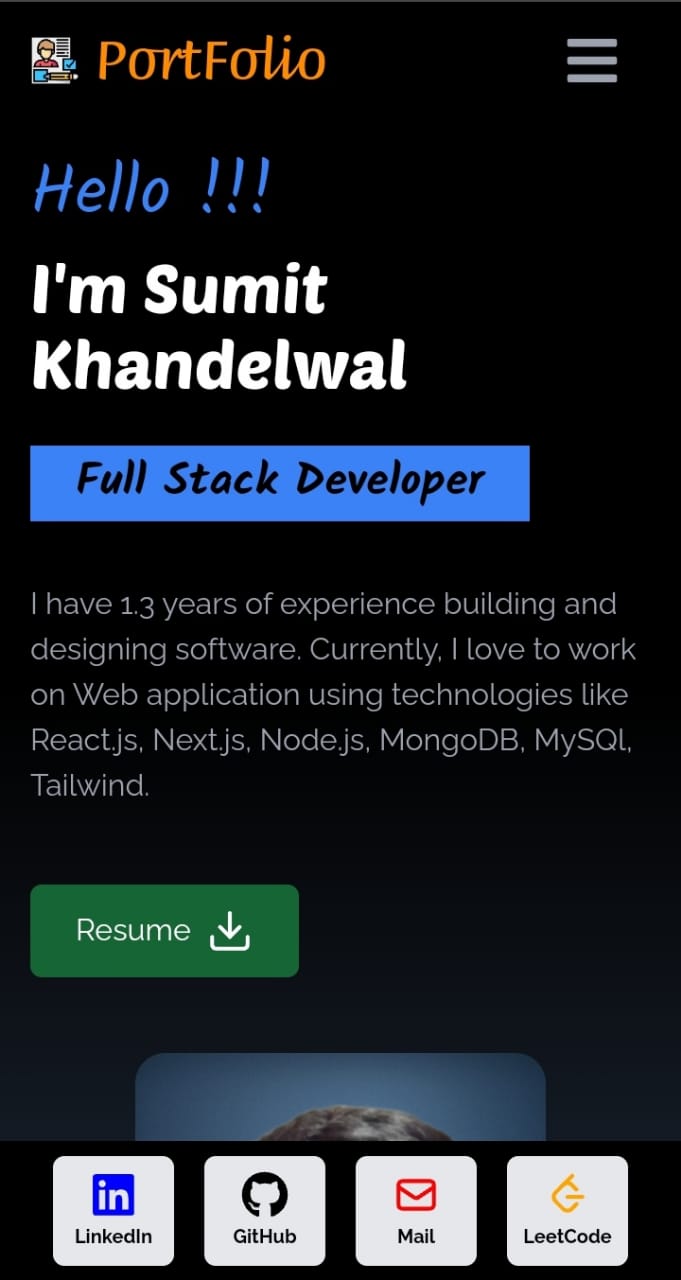 PortFolio
Hello !!!
I'm Sumit
Khandelwal
Full Stack Developer
I have 1.3 years of experience building and
designing software. Currently, I love to work
on Web application using technologies like
React.js, Next.js, Node.js, MongoDB, MySQl,
Tailwind.
Resume
in
LinkedIn GitHub Mail LeetCode